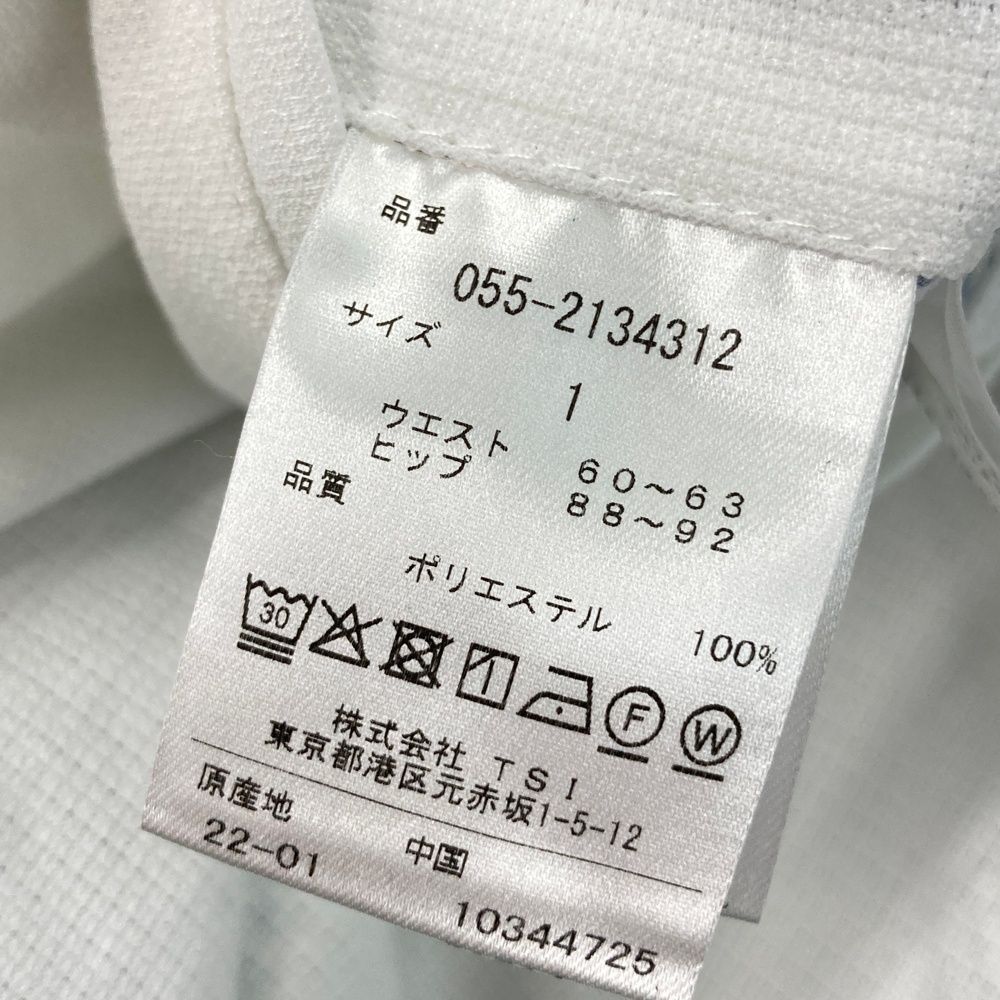 品番
055-2134312
サイズ
1
ウエスト 60～63
ヒップ 88～92
品質
ポリエステル 100%
30
F W
株式会社 TSI
東京都港区元赤坂1-5-12
原産地
中国
22-01
10344725